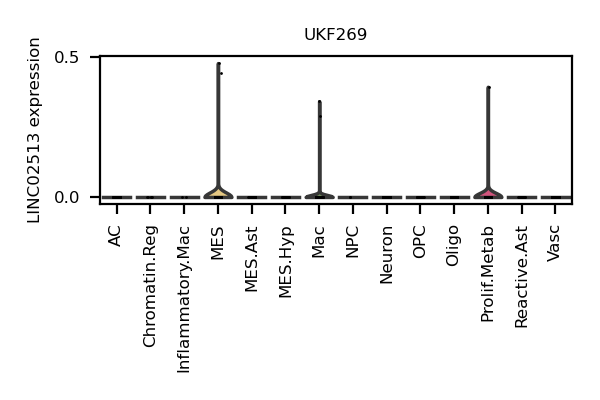 UKF269
LINC02513 expression
0.5
0.0
AC
Chromatin.Reg
Inflammatory.Mac
MES
MES.Ast
MES.Hyp
Mac
NPC
Neuron
OPC
Oligo
Prolif.Metab
Reactive.Ast
Vasc